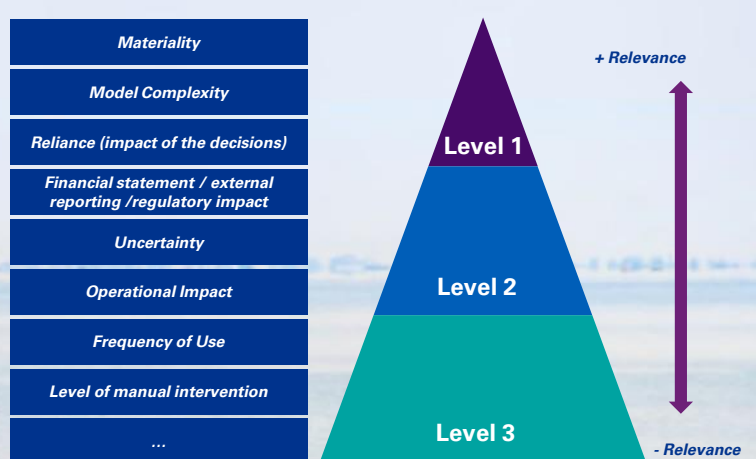 Materiality
Model Complexity
Reliance (impact of the decisions)
Financial statement / external
reporting /regulatory impact
Uncertainty
Operational Impact
Frequency of Use
Level of manual intervention
...
Level 1
Level 2
Level 3
+ Relevance
- Relevance